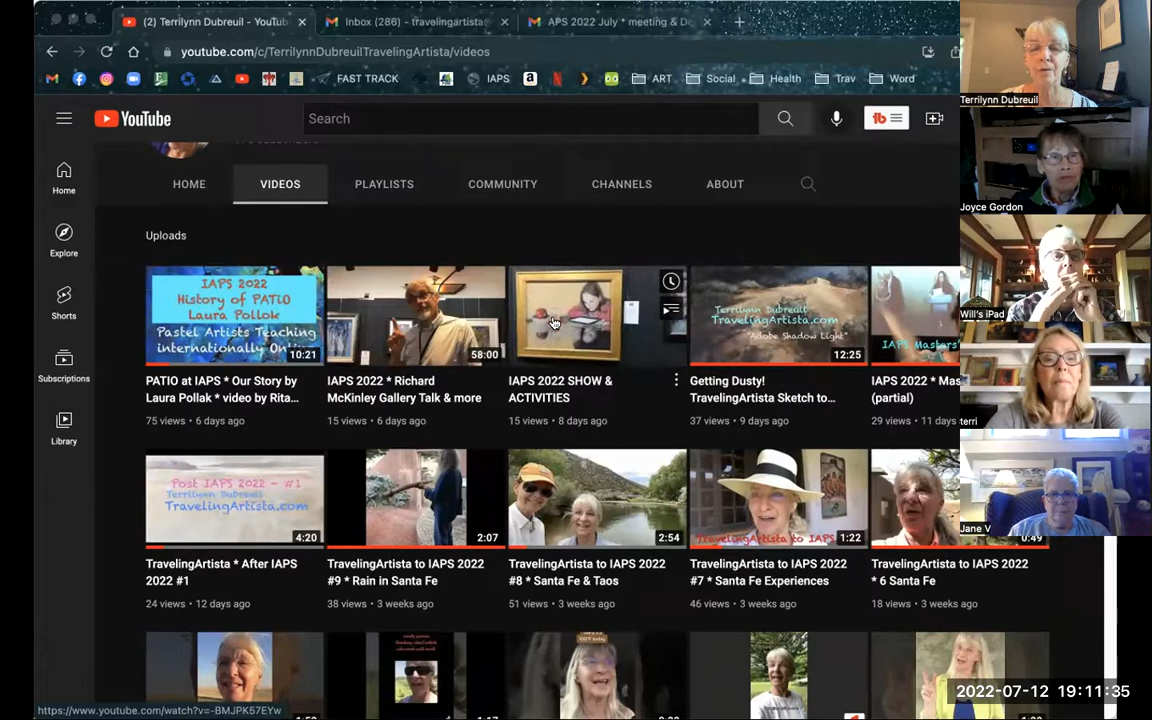 (2) Terrilynn Dubreuil - YouTub
Inbox (286) - travelingartista
APS 2022 July * meeting & De
youtube.com/c/TerrilynnDubreuilTravelingArtista/videos
FAST TRACK
IAPS
ART
Social
Health
Trav
Word
YouTube
Search
HOME
VIDEOS
PLAYLISTS
COMMUNITY
CHANNELS
ABOUT
Home
Explore
Shorts
Subscriptions
Library
Uploads
IAPS 2022
History of PATiO
Laura Pollok
Pastel Artists Teaching
internationally Online
10:21
58:00
Terrilynn Dubreuil
TravelingArtista.com
"Adobe Shadow Light"
12:25
IAPS Masters'
PATIO at IAPS * Our Story by
Laura Pollak * video by Rita...
75 views • 6 days ago
IAPS 2022 * Richard
McKinley Gallery Talk & more
15 views • 6 days ago
IAPS 2022 SHOW &
ACTIVITIES
15 views • 8 days ago
Getting Dusty!
TravelingArtista Sketch to...
37 views • 9 days ago
IAPS 2022 * Mas
(partial)
29 views • 11 days
Post IAPS 2022 - #1
Terrilynn Dubreuil
TravelingArtista.com
4:20
2:07
2:54
TravelingArtista to IAPS
1:22
0:49
TravelingArtista * After IAPS
2022 #1
24 views • 12 days ago
TravelingArtista to IAPS 2022
#9 * Rain in Santa Fe
38 views • 3 weeks ago
TravelingArtista to IAPS 2022
#8 * Santa Fe & Taos
51 views • 3 weeks ago
TravelingArtista to IAPS 2022
#7 * Santa Fe Experiences
46 views • 3 weeks ago
TravelingArtista to IAPS 2022
* 6 Santa Fe
18 views • 3 weeks ago
https://www.youtube.com/watch?v=-BMJPK57EYw
Terrilynn Dubreuil
Joyce Gordon
Will's iPad
terri
Jane V
2022-07-12 19:11:35